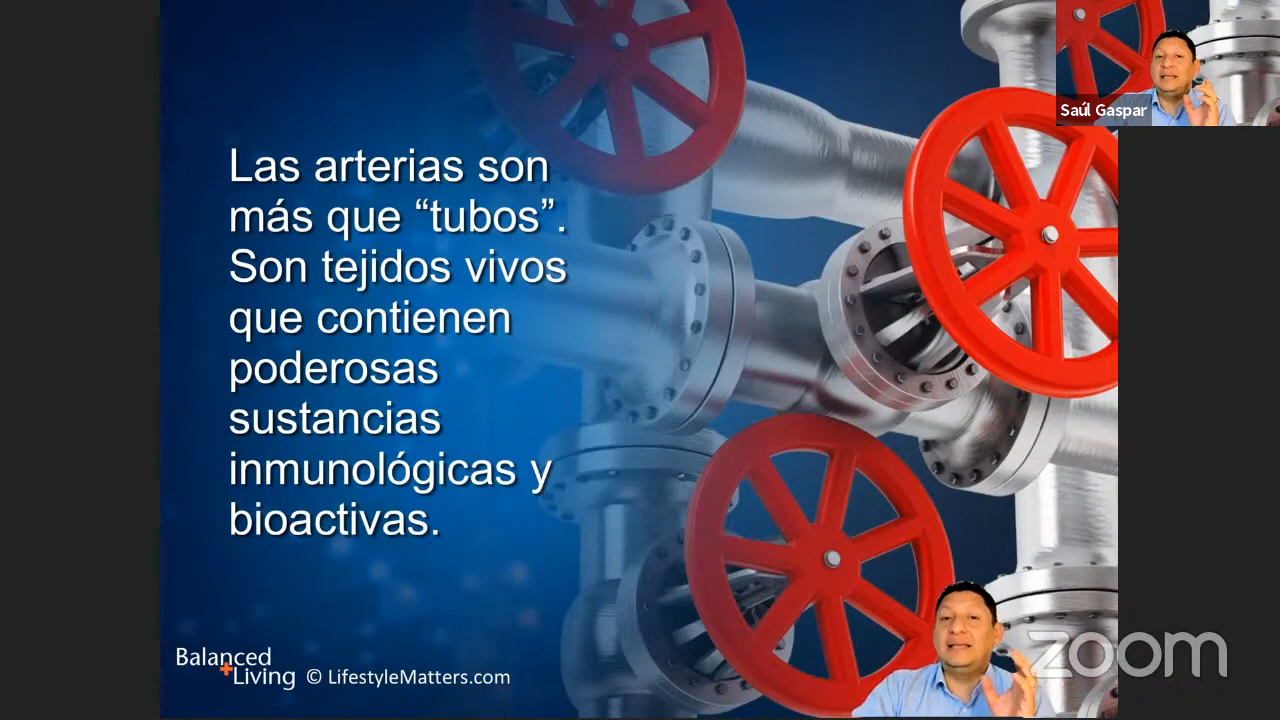 Saúl Gaspar
Las arterias son
más que “tubos”.
Son tejidos vivos
que contienen
poderosas
sustancias
inmunológicas y
bioactivas.
Balanced
Living © LifestyleMatters.com
zoom